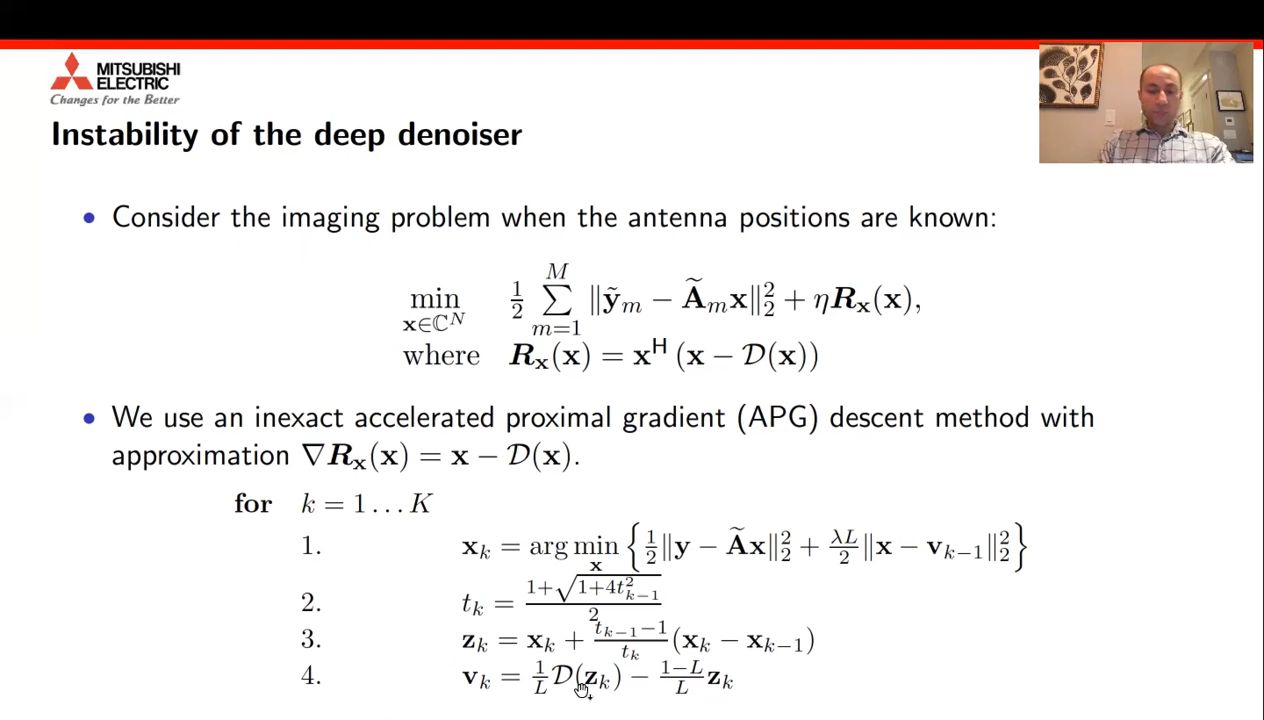 MITSUBISHI
ELECTRIC
Changes for the Better
Instability of the deep denoiser
• Consider the imaging problem when the antenna positions are known:
min_{x∈ℂ^N} ½ ∑_{m=1}^{M} ‖ỹ_m − Ã_m x‖₂² + ηR_x(x),
where R_x(x) = x^H (x − 𝒟(x))
• We use an inexact accelerated proximal gradient (APG) descent method with
approximation ∇R_x(x) = x − 𝒟(x).
for k = 1 … K
1. x_k = arg min_x { ½‖y − Ãx‖₂² + λL/2 ‖x − v_{k−1}‖₂² }
2. t_k = (1+√(1+4t²_{k−1}))/2
3. z_k = x_k + (t_{k−1}−1)/t_k (x_k − x_{k−1})
4. v_k = 1/L 𝒟(z_k) − (1−L)/L z_k